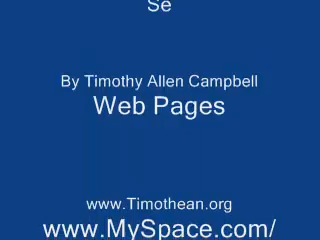 Se
By Timothy Allen Campbell
Web Pages
www.Timothean.org
www.MySpace.com/